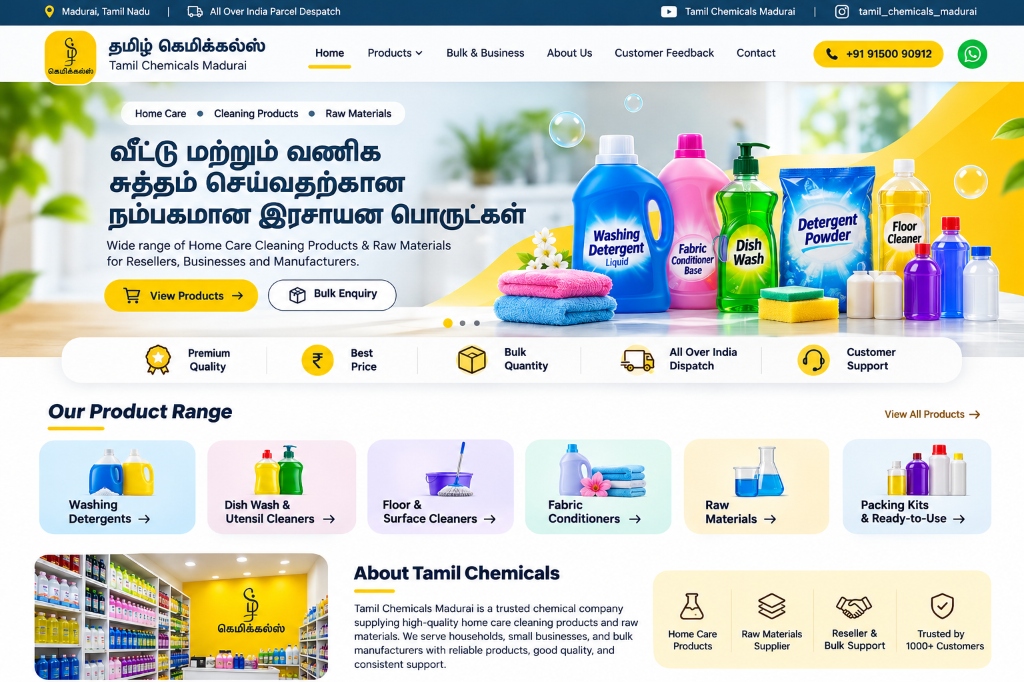 Madurai, Tamil Nadu
All Over India Parcel Despatch
Tamil Chemicals Madurai
tamil_chemicals_madurai
கெமிக்கல்ஸ்
தமிழ் கெமிக்கல்ஸ்
Tamil Chemicals Madurai
Home
Products
Bulk & Business
About Us
Customer Feedback
Contact
+91 91500 90912
Home Care • Cleaning Products • Raw Materials
வீட்டு மற்றும் வணிக
சுத்தம் செய்வதற்கான
நம்பகமான இரசாயன பொருட்கள்
Wide range of Home Care Cleaning Products & Raw Materials
for Resellers, Businesses and Manufacturers.
View Products →
Bulk Enquiry
Washing
Detergent
Liquid
Fabric
Conditioner
Base
Dish
Wash
Detergent
Powder
Floor
Cleaner
Premium
Quality
₹
Best
Price
Bulk
Quantity
All Over India
Dispatch
Customer
Support
Our Product Range
View All Products →
Washing
Detergents →
Dish Wash &
Utensil Cleaners →
Floor &
Surface Cleaners →
Fabric
Conditioners →
Raw
Materials →
Packing Kits
& Ready-to-Use →
கெமிக்கல்ஸ்
About Tamil Chemicals
Tamil Chemicals Madurai is a trusted chemical company
supplying high-quality home care cleaning products and raw
materials. We serve households, small businesses, and bulk
manufacturers with reliable products, good quality, and
consistent support.
Home Care
Products
Raw Materials
Supplier
Reseller &
Bulk Support
Trusted by
1000+ Customers